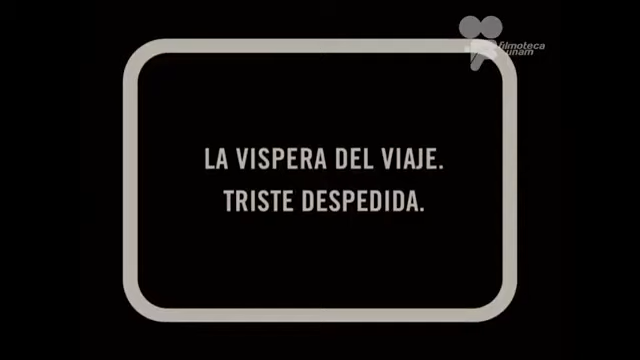 filmoteca
unam
LA VISPERA DEL VIAJE.
TRISTE DESPEDIDA.